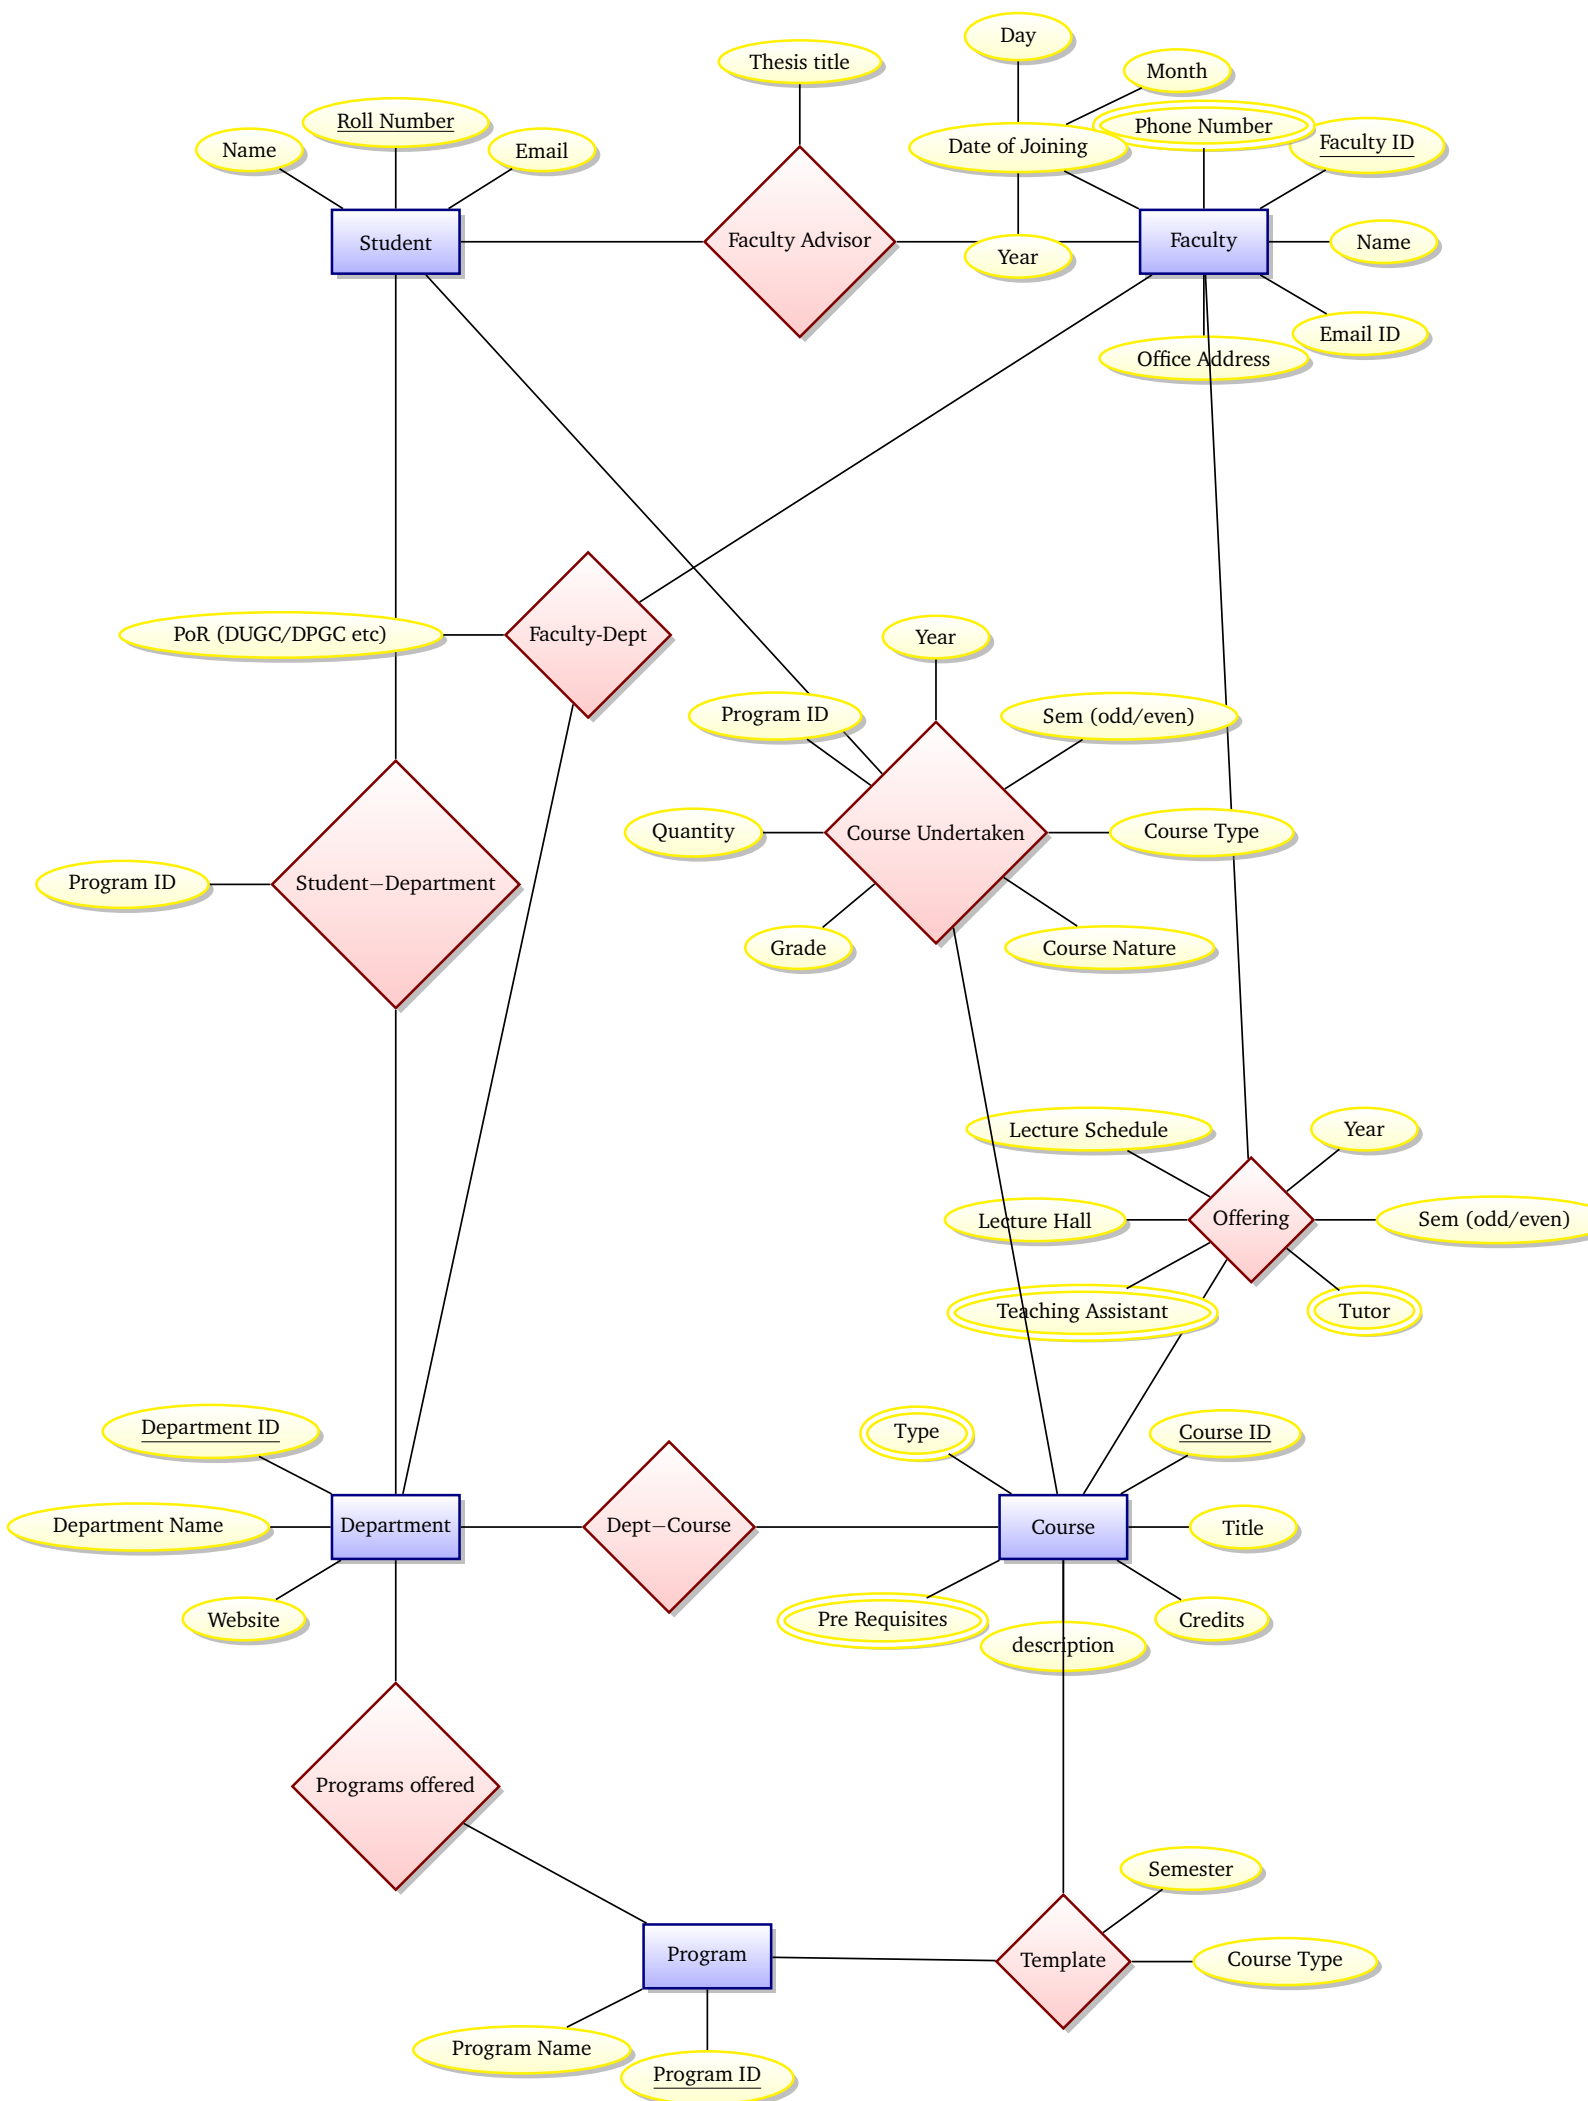 Day
Thesis title
Month
Roll Number
Phone Number
Faculty ID
Name
Email
Date of Joining
Student
Faculty Advisor
Faculty
Name
Year
Email ID
Office Address
PoR (DUGC/DPGC etc)
Faculty-Dept
Year
Program ID
Sem (odd/even)
Quantity
Course Undertaken
Course Type
Program ID
Student−Department
Grade
Course Nature
Lecture Schedule
Year
Lecture Hall
Offering
Sem (odd/even)
Teaching Assistant
Tutor
Department ID
Type
Course ID
Department Name
Department
Dept−Course
Course
Title
Website
Pre Requisites
Credits
description
Programs offered
Semester
Program
Template
Course Type
Program Name
Program ID